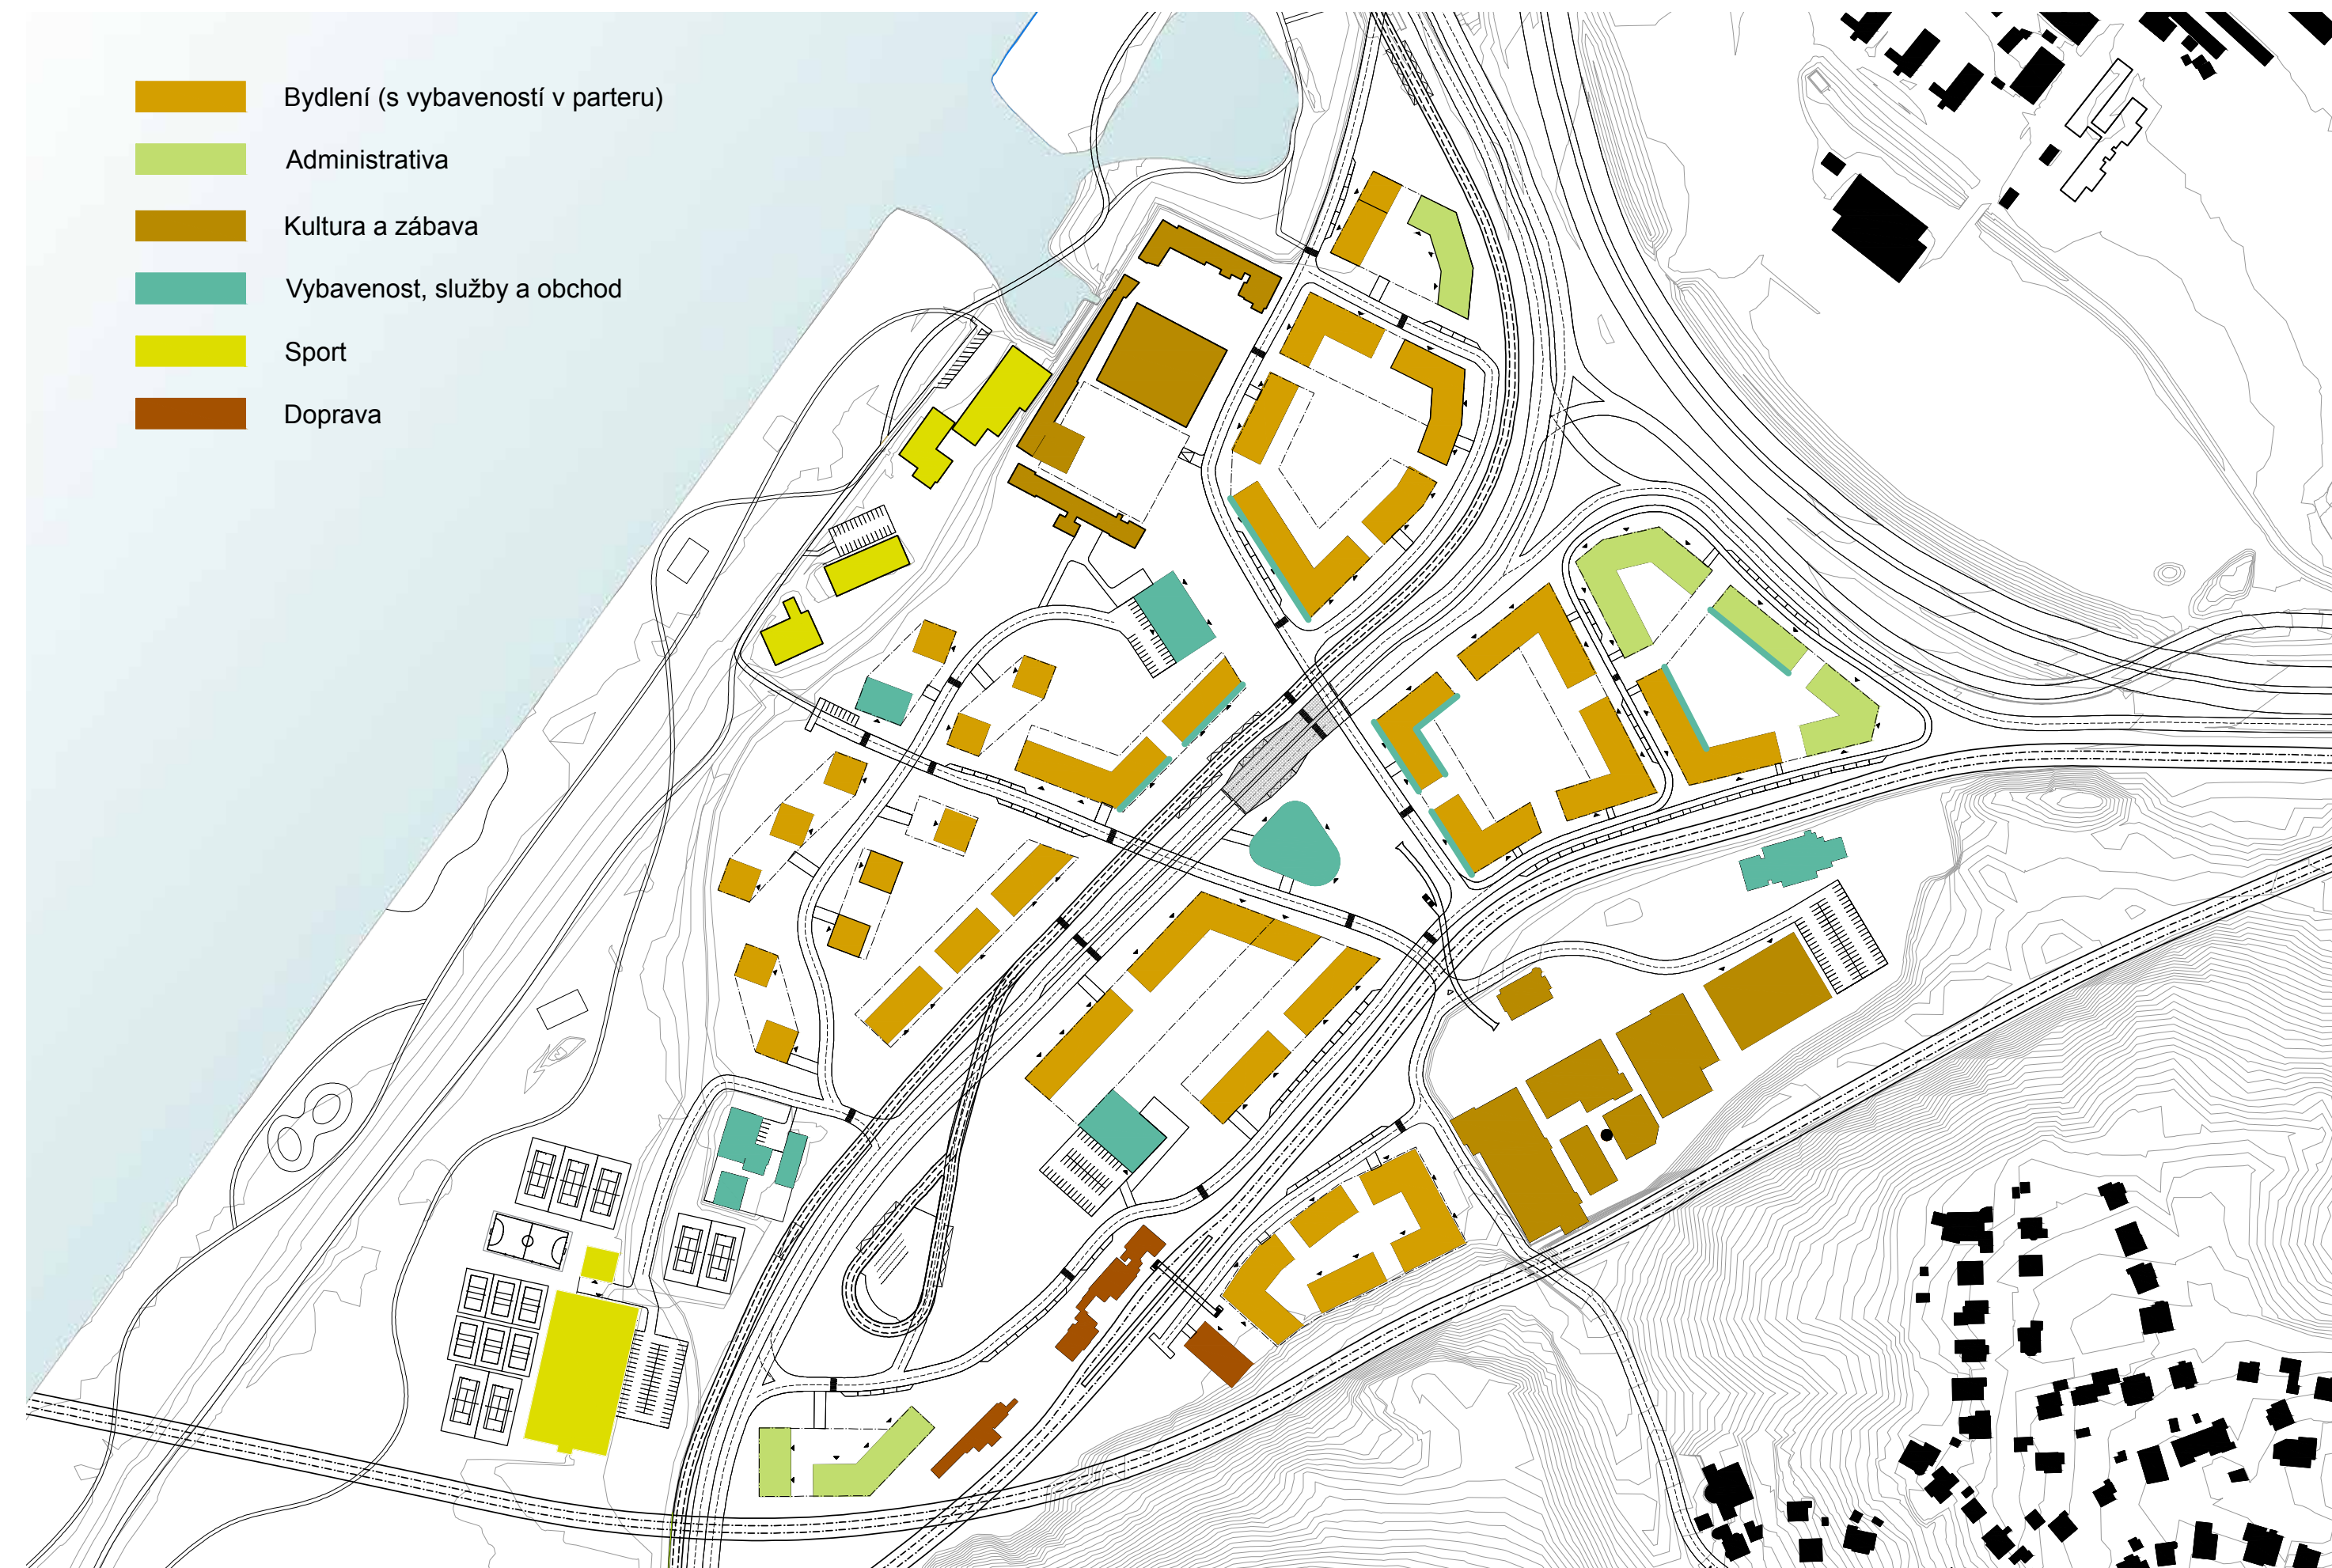 Bydlení (s vybaveností v parteru)
Administrativa
Kultura a zábava
Vybavenost, služby a obchod
Sport
Doprava